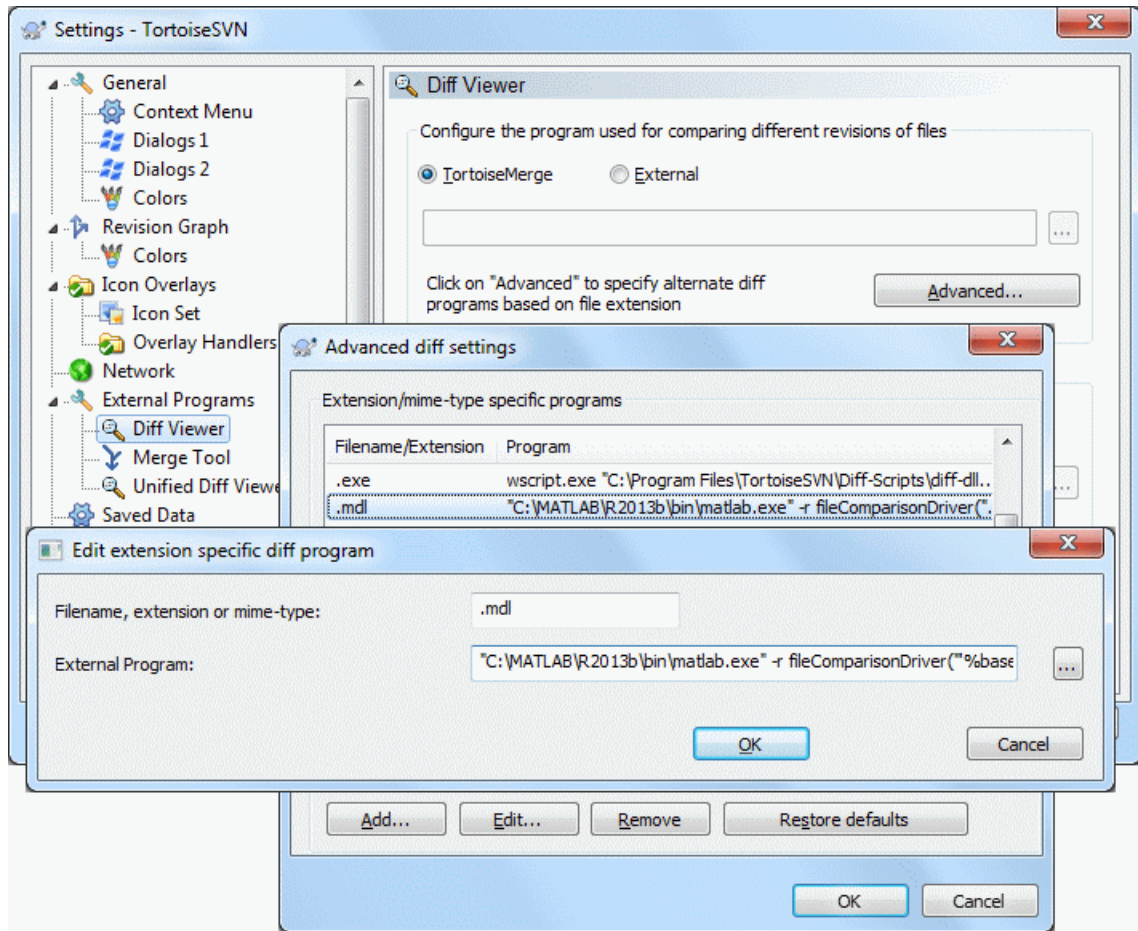 Settings - TortoiseSVN
General
Context Menu
Dialogs 1
Dialogs 2
Colors
Revision Graph
Colors
Icon Overlays
Icon Set
Overlay Handlers
Network
External Programs
Diff Viewer
Merge Tool
Unified Diff Viewe
Saved Data
Diff Viewer
Configure the program used for comparing different revisions of files
TortoiseMerge External
...
Click on "Advanced" to specify alternate diff
programs based on file extension
Advanced...
...
Advanced diff settings
Extension/mime-type specific programs
Filename/Extension Program
.exe wscript.exe "C:\Program Files\TortoiseSVN\Diff-Scripts\diff-dll...
.mdl "C:\MATLAB\R2013b\bin\matlab.exe" -r fileComparisonDriver("...
Edit extension specific diff program
Filename, extension or mime-type: .mdl
External Program: "C:\MATLAB\R2013b\bin\matlab.exe" -r fileComparisonDriver("'%base
...
OK Cancel
Add... Edit... Remove Restore defaults
OK Cancel